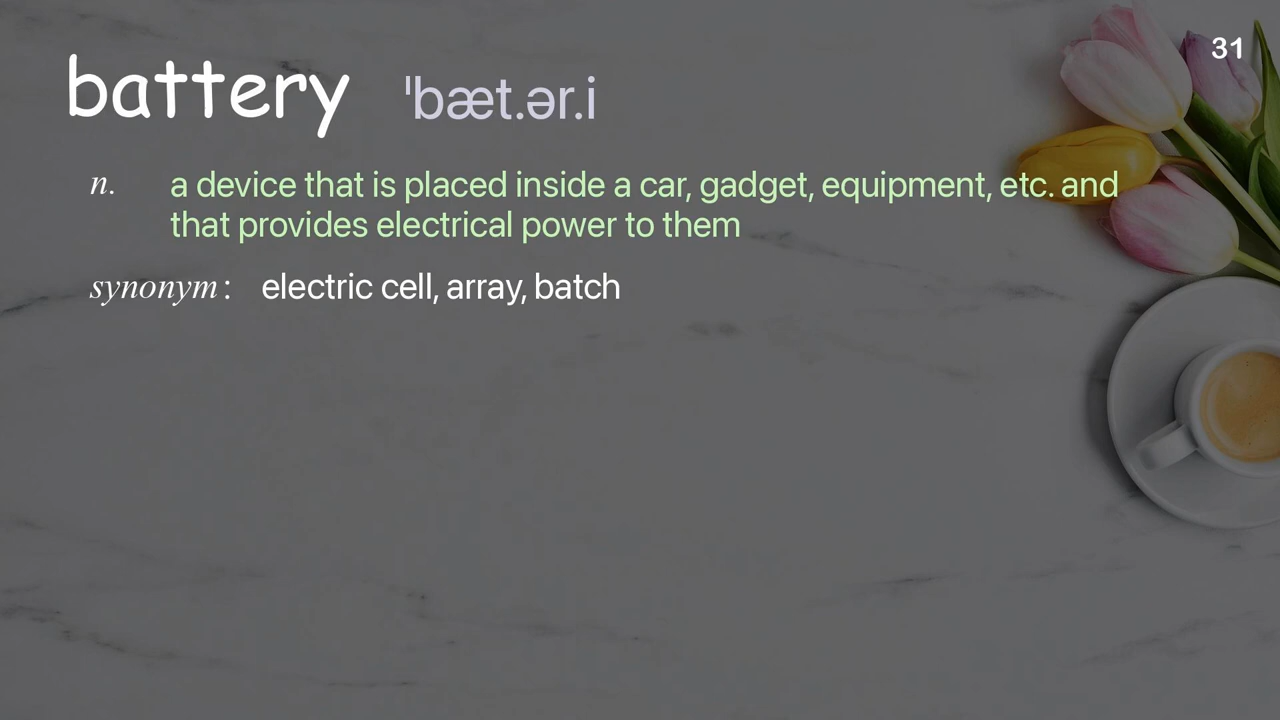 31
battery ˈbæt.ər.i
n. a device that is placed inside a car, gadget, equipment, etc. and
that provides electrical power to them
synonym : electric cell, array, batch